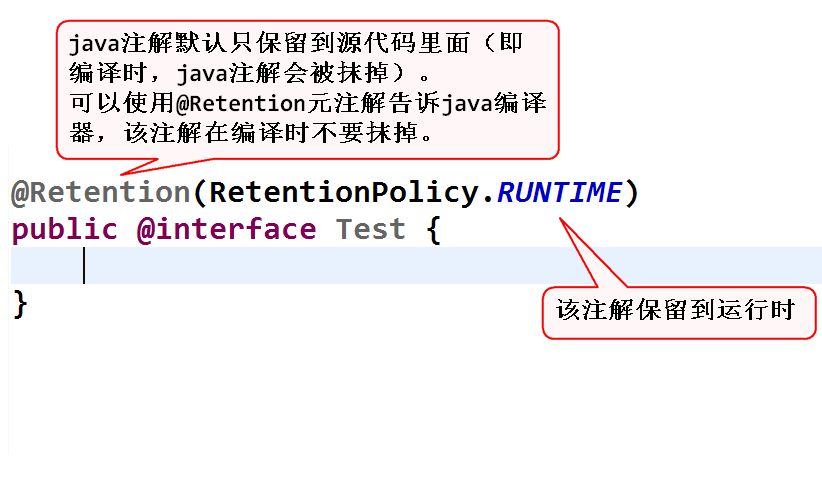 java注解默认只保留到源代码里面（即
编译时，java注解会被抹掉）。
可以使用@Retention元注解告诉java编译
器，该注解在编译时不要抹掉。
@Retention(RetentionPolicy.RUNTIME)
public @interface Test {
}
该注解保留到运行时